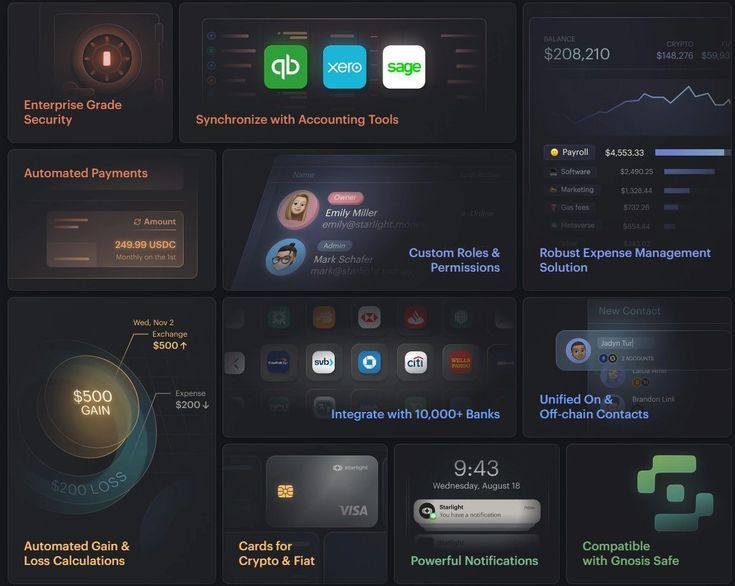 Enterprise Grade
Security
qb
xero
sage
Synchronize with Accounting Tools
BALANCE
$208,210
CRYPTO
$148,276
$59,93
Payroll
$4,553.33
Software
$2,490.25
Marketing
$1,328.44
Gas fees
$732.26
Metaverse
$654.44
Robust Expense Management
Solution
Automated Payments
Amount
249.99 USDC
Monthly on the 1st
Name
Owner
Emily Miller
emily@starlight.mone
Online
Admin
Mark Schafer
mark@starlight.
Custom Roles &
Permissions
Wed, Nov 2
Exchange
$500↑
$500
GAIN
Expense
$200↓
$200 LOSS
Automated Gain &
Loss Calculations
svb
citi
WELLS
FARGO
Integrate with 10,000+ Banks
New Contact
Jadyn Tur
2 ACCOUNTS
Brandon Link
Unified On &
Off-chain Contacts
starlight
VISA
Cards for
Crypto & Fiat
9:43
Wednesday, August 18
Starlight
now
You have a notification
Starlight
Powerful Notifications
Compatible
with Gnosis Safe